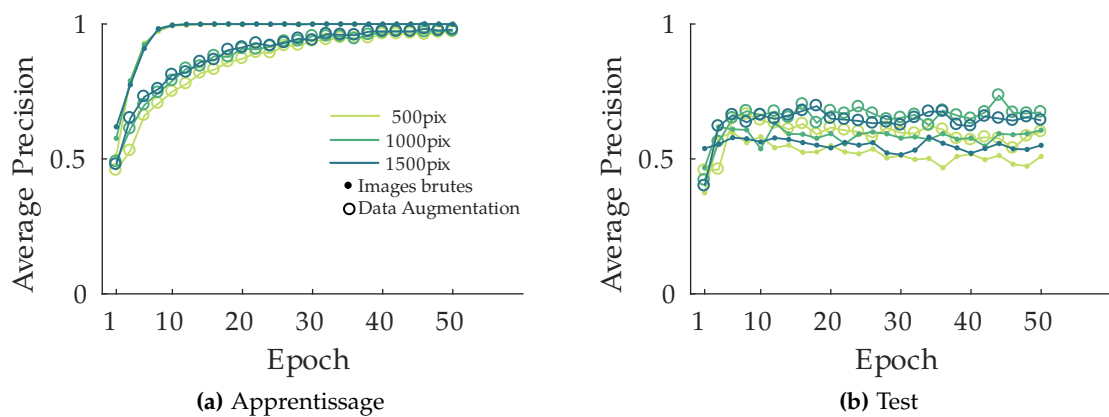 1
0.5
0
Average Precision
1 10 20 30 40 50
Epoch
500pix
1000pix
1500pix
Images brutes
Data Augmentation
(a) Apprentissage
1
0.5
0
Average Precision
1 10 20 30 40 50
Epoch
(b) Test